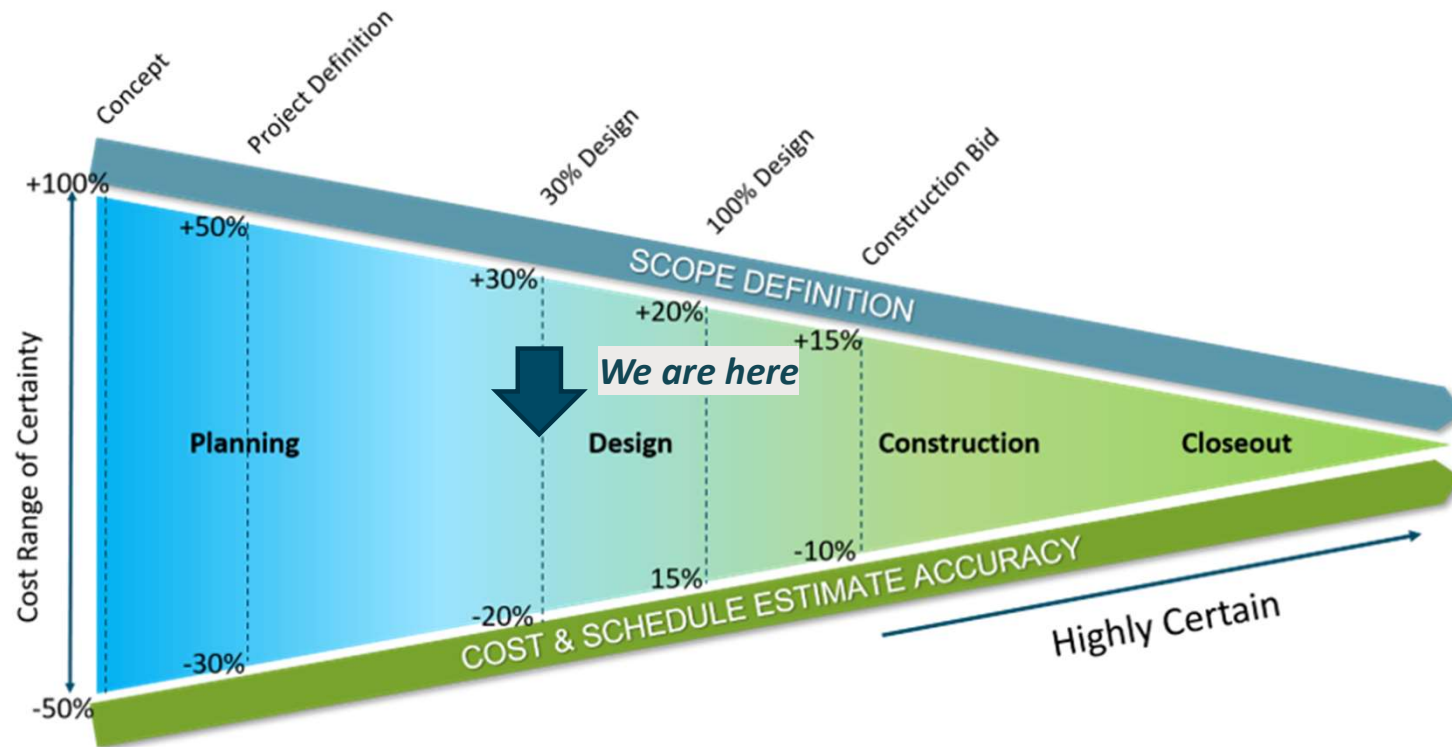 Concept
Project Definition
30% Design
100% Design
Construction Bid
+100%
+50%
+30%
+20%
+15%
SCOPE DEFINITION
We are here
Cost Range of Certainty
Planning
Design
Construction
Closeout
-50%
-30%
-20%
15%
-10%
COST & SCHEDULE ESTIMATE ACCURACY
Highly Certain